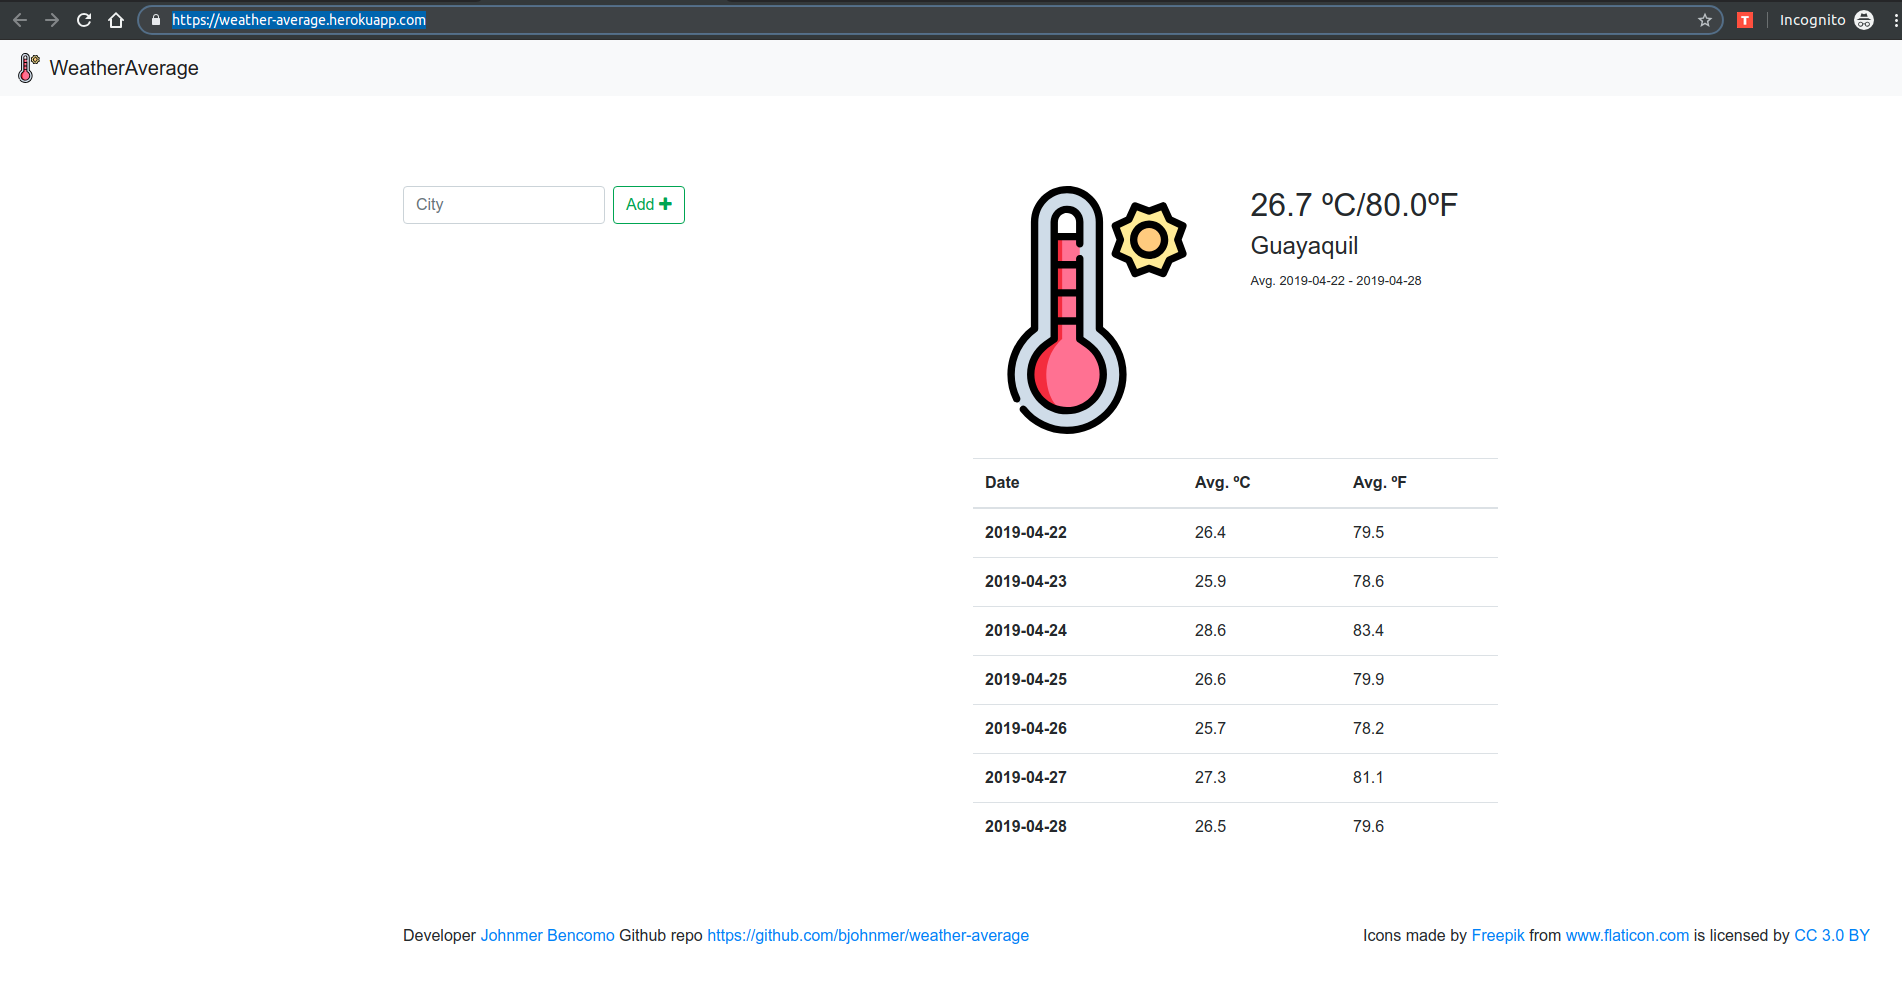 https://weather-average.herokuapp.com
T
Incognito
WeatherAverage
City
Add
26.7 ºC/80.0ºF
Guayaquil
Avg. 2019-04-22 - 2019-04-28
Date Avg. ºC Avg. ºF
2019-04-22 26.4 79.5
2019-04-23 25.9 78.6
2019-04-24 28.6 83.4
2019-04-25 26.6 79.9
2019-04-26 25.7 78.2
2019-04-27 27.3 81.1
2019-04-28 26.5 79.6
Developer Johnmer Bencomo Github repo https://github.com/bjohnmer/weather-average
Icons made by Freepik from www.flaticon.com is licensed by CC 3.0 BY